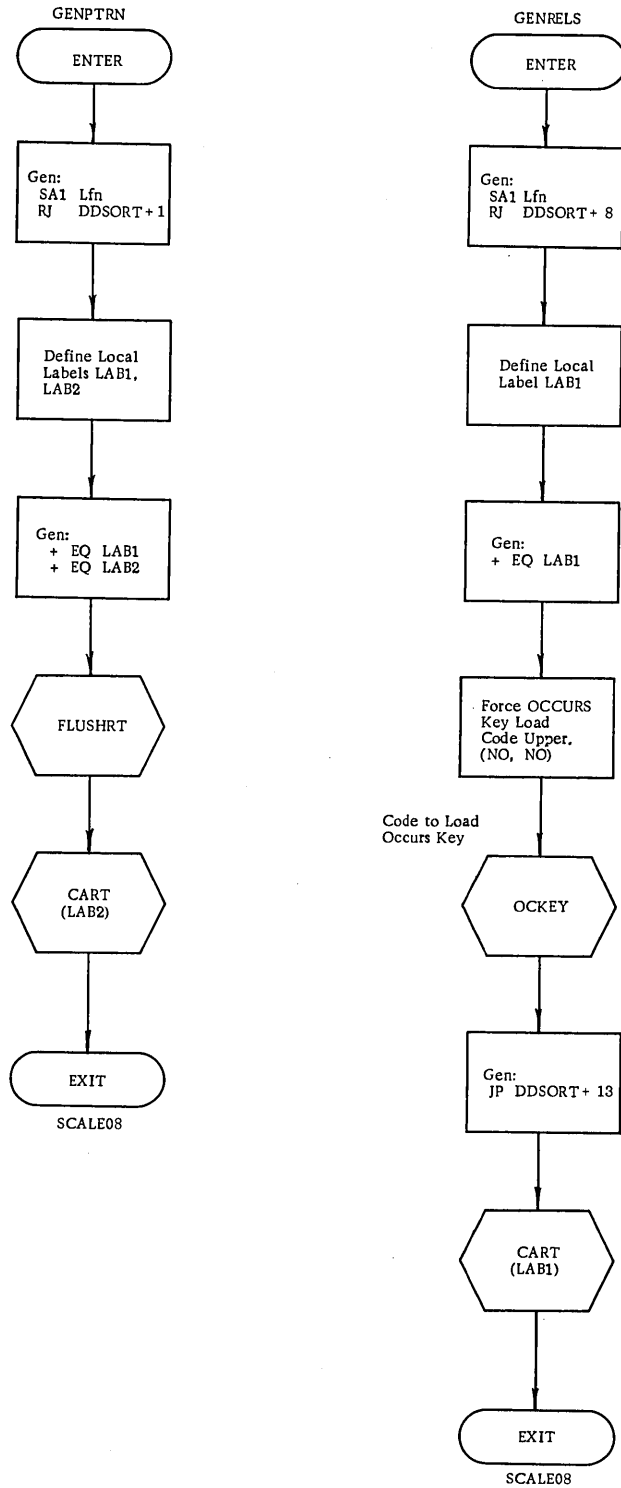 GENPTRN
ENTER
Gen:
SA1 Lfn
RJ DDSORT+1
Define Local
Labels LAB1,
LAB2
Gen:
+ EQ LAB1
+ EQ LAB2
FLUSHRT
CART
(LAB2)
EXIT
SCALE08
GENRELS
ENTER
Gen:
SA1 Lfn
RJ DDSORT+ 8
Define Local
Label LAB1
Gen:
+ EQ LAB1
Force OCCURS
Key Load
Code Upper.
(NO, NO)
Code to Load
Occurs Key
OCKEY
Gen:
JP DDSORT+ 13
CART
(LAB1)
EXIT
SCALE08